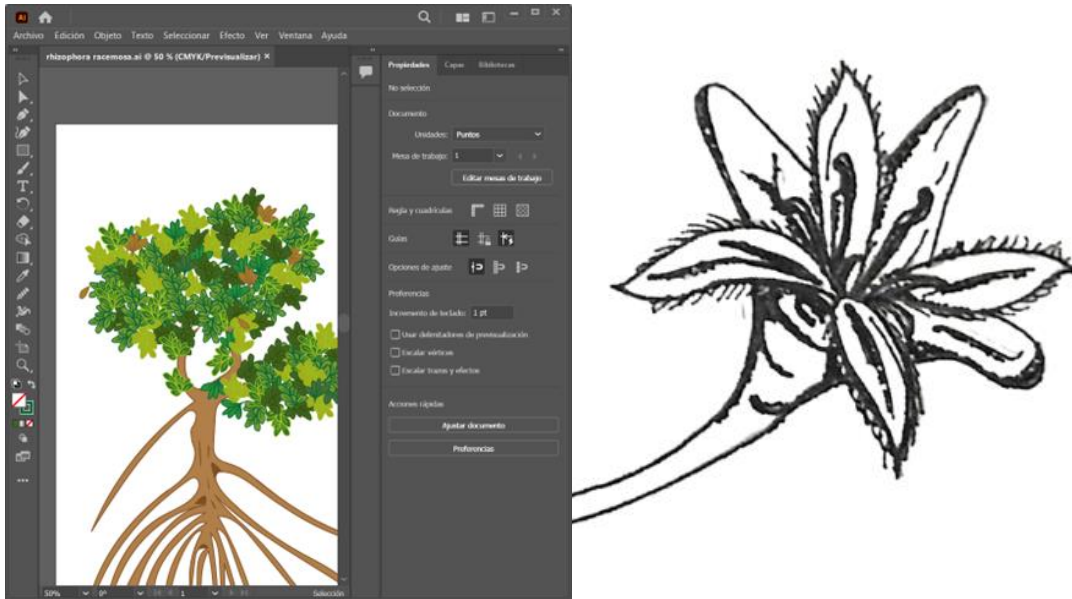 Ai
Archivo Edición Objeto Texto Seleccionar Efecto Ver Ventana Ayuda
rhizophora racemosa.ai @ 50 % (CMYK/Previsualizar) ×
Propiedades Capas Bibliotecas
No selección
Documento
Unidades: Puntos
Mesa de trabajo: 1
Editar mesas de trabajo
Regla y cuadrículas
Guías
Opciones de ajuste
Preferencias
Incremento de teclado: 1 pt
Usar delimitadores de previsualización
Escalar vértices
Escalar trazos y efectos
Acciones rápidas
Ajustar documento
Preferencias
50% 0° 1 Selección